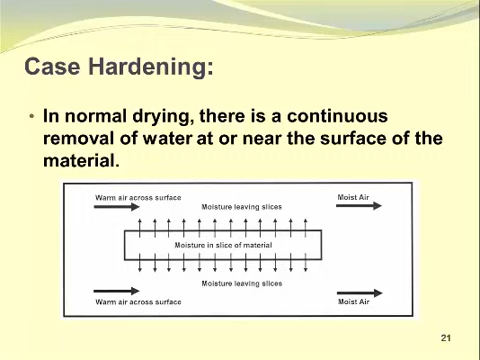 Case Hardening:
• In normal drying, there is a continuous
removal of water at or near the surface of the
material.
Warm air across surface
Moisture leaving slices
Moist Air
Moisture in slice of material
Moisture leaving slices
Warm air across surface
Moist Air
21